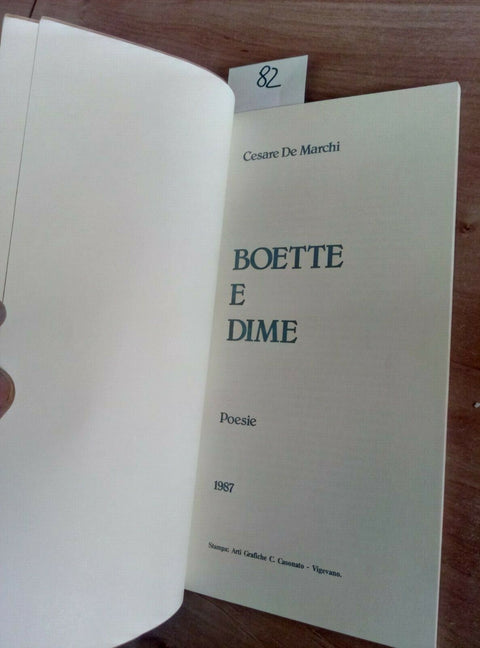 82
Cesare De Marchi
BOETTE
E
DIME
Poesie
1987
Stampa: Arti Grafiche C. Casonato - Vigevano.